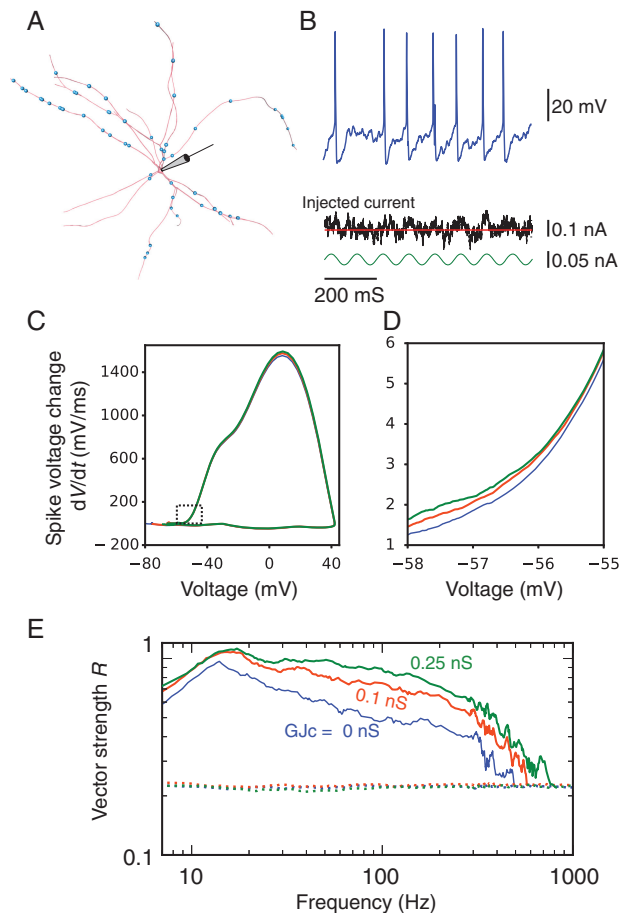 A
B
20 mV
Injected current
0.1 nA
0.05 nA
200 mS
C
D
Spike voltage change
dV/dt (mV/ms)
1400
1000
600
200
−200
−80 −40 0 40
Voltage (mV)
6
5
4
3
2
1
−58 −57 −56 −55
Voltage (mV)
E
Vector strength R
1
0.1
0.25 nS
0.1 nS
GJc = 0 nS
10 100 1000
Frequency (Hz)